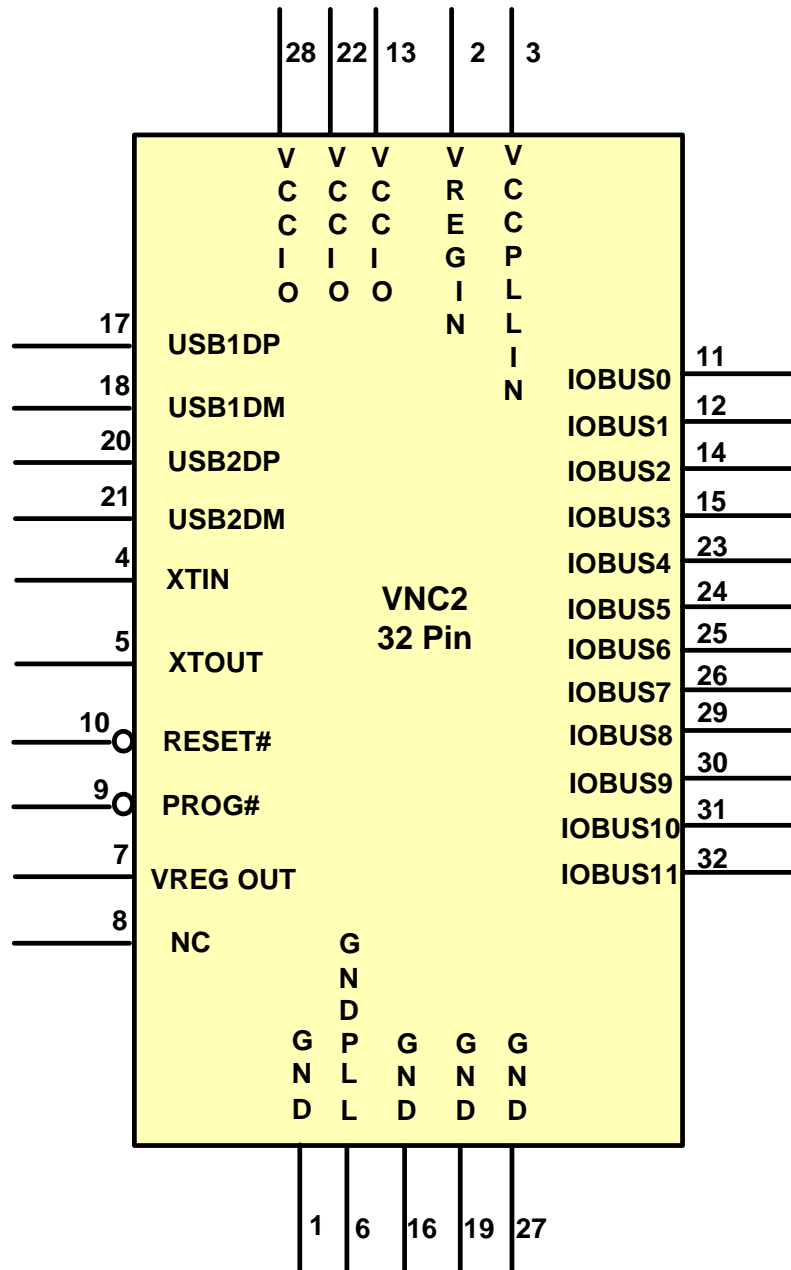 28 22 13 2 3
VCCIO
VCCIO
VCCIO
VREGIN
VCCPLLIN
17 USB1DP
18 USB1DM
20 USB2DP
21 USB2DM
4 XTIN
5 XTOUT
10 RESET#
9 PROG#
7 VREG OUT
8 NC
VNC2
32 Pin
IOBUS0 11
IOBUS1 12
IOBUS2 14
IOBUS3 15
IOBUS4 23
IOBUS5 24
IOBUS6 25
IOBUS7 26
IOBUS8 29
IOBUS9 30
IOBUS10 31
IOBUS11 32
GND
GNDPLL
GND
GND
GND
1 6 16 19 27